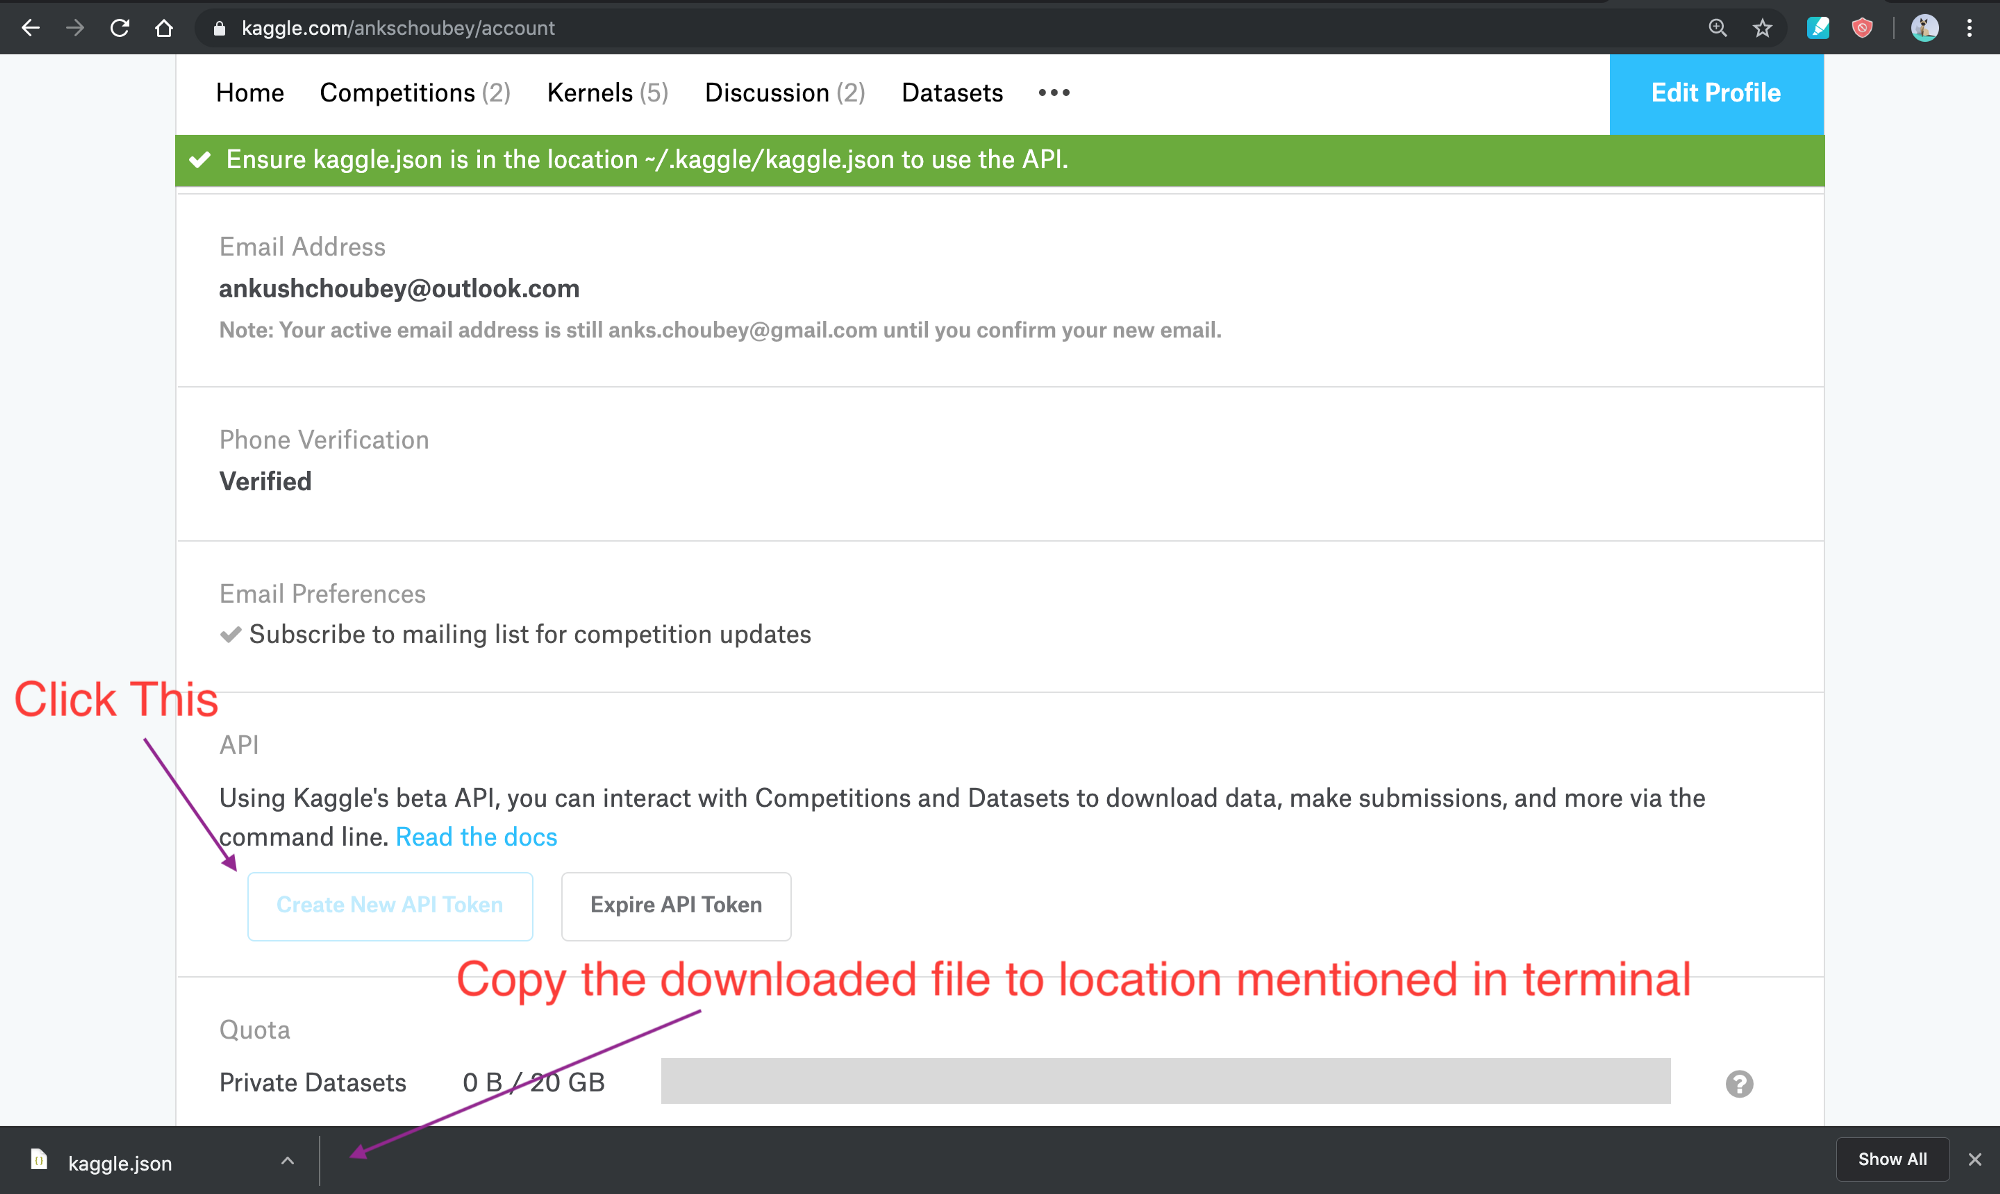 kaggle.com/ankschoubey/account
Home Competitions (2) Kernels (5) Discussion (2) Datasets ••• Edit Profile
Ensure kaggle.json is in the location ~/.kaggle/kaggle.json to use the API.
Email Address
ankushchoubey@outlook.com
Note: Your active email address is still anks.choubey@gmail.com until you confirm your new email.
Phone Verification
Verified
Email Preferences
Subscribe to mailing list for competition updates
Click This
API
Using Kaggle's beta API, you can interact with Competitions and Datasets to download data, make submissions, and more via the
command line. Read the docs
Create New API Token Expire API Token
Copy the downloaded file to location mentioned in terminal
Quota
Private Datasets 0 B / 20 GB ?
kaggle.json Show All